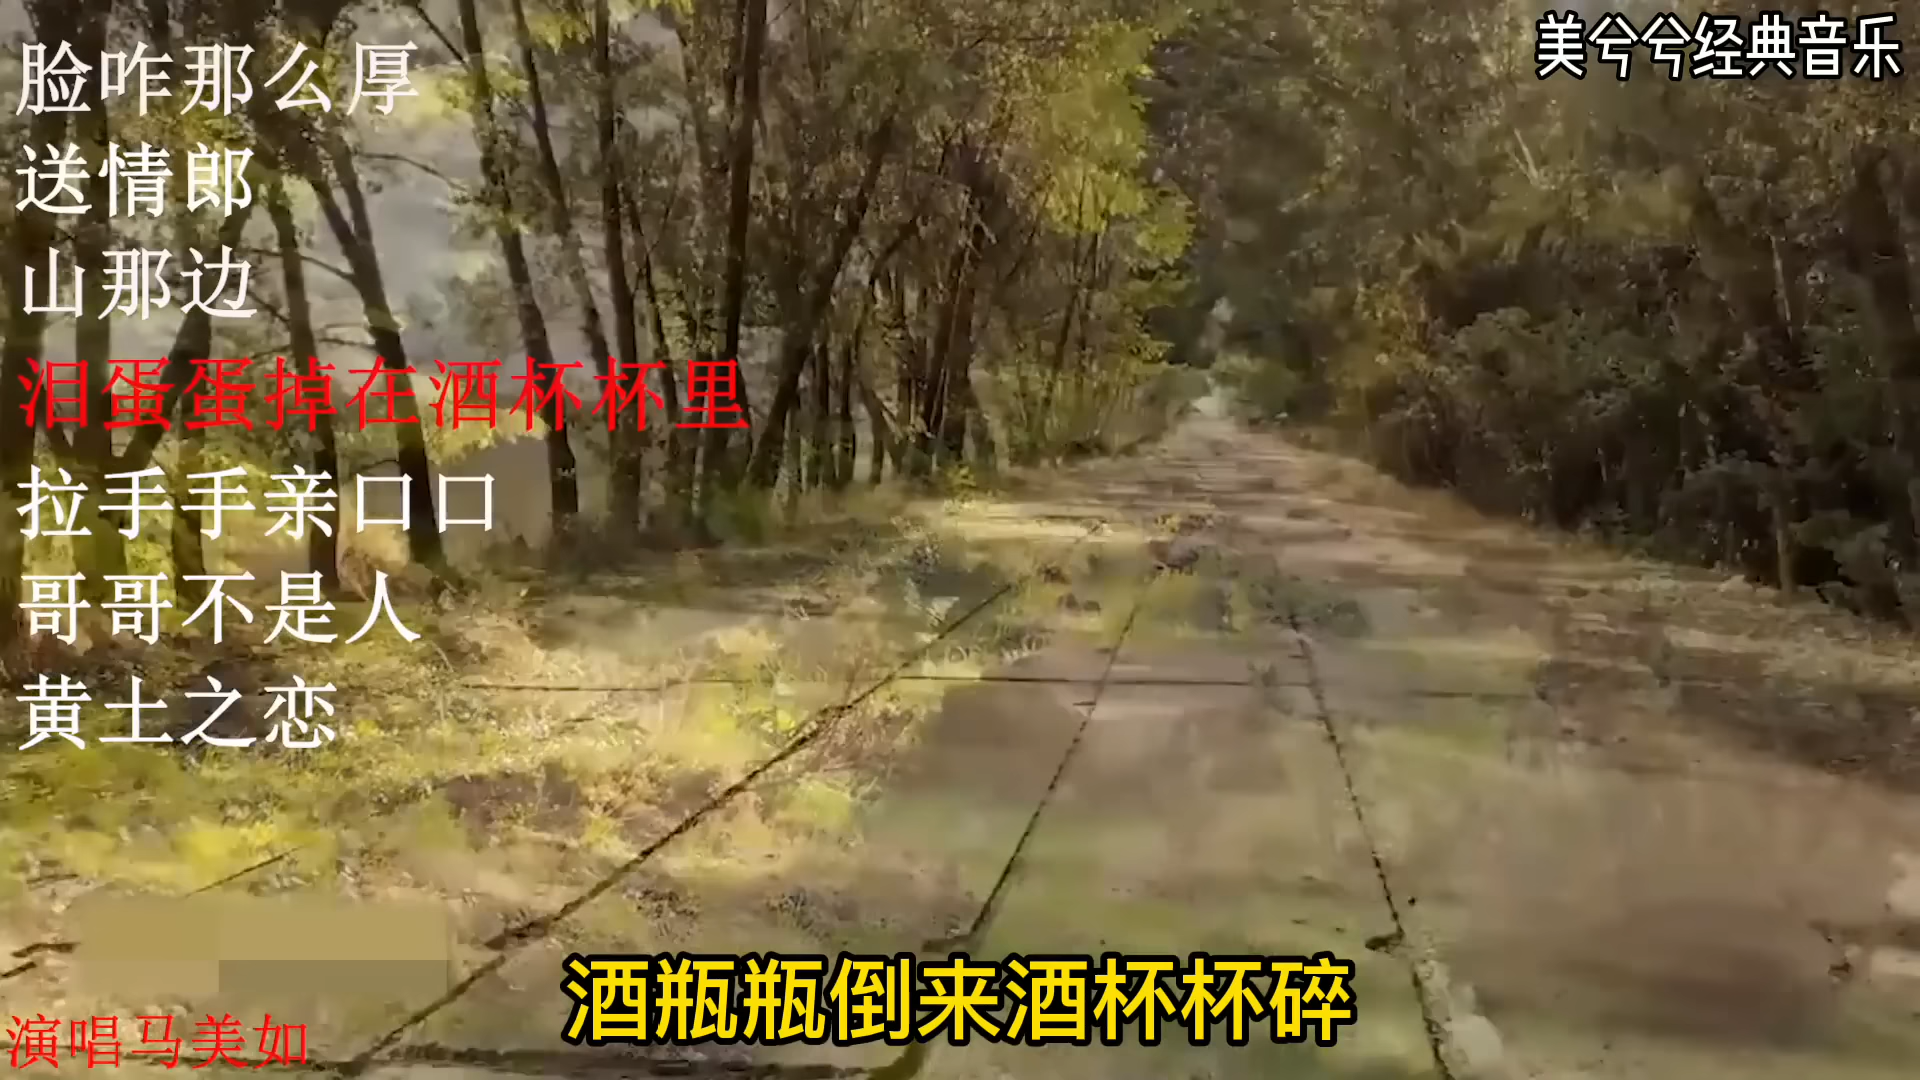 美兮兮经典音乐
脸咋那么厚
送情郎
山那边
泪蛋蛋掉在酒杯杯里
拉手手亲口口
哥哥不是人
黄土之恋
酒瓶瓶倒来酒杯杯碎
演唱马美如